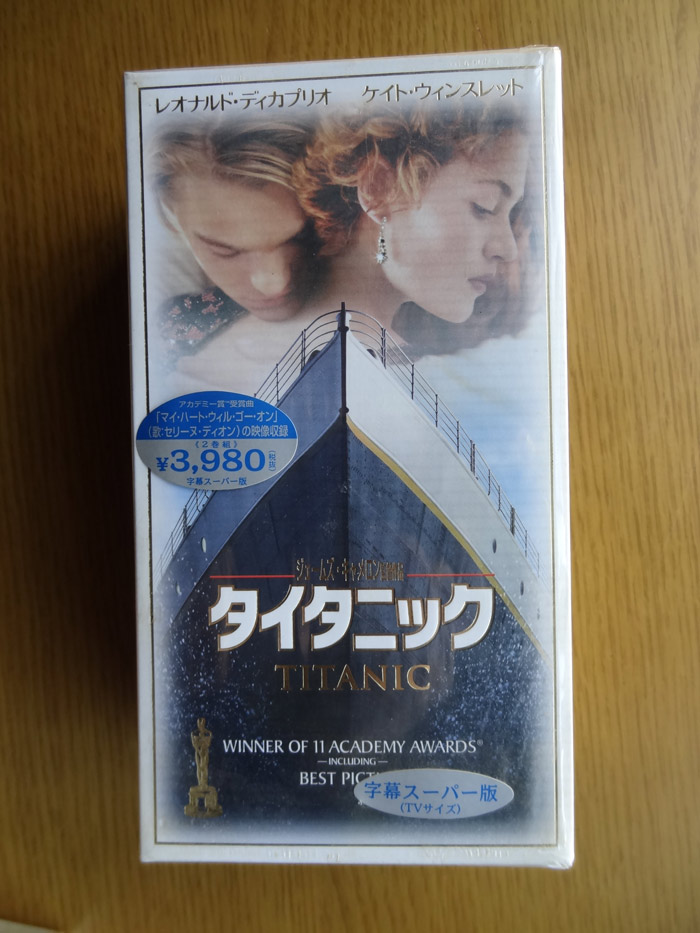 レオナルド・ディカプリオ ケイト・ウィンスレット
アカデミー賞™受賞曲
「マイ・ハート・ウィル・ゴー・オン」
(歌:セリーヌ・ディオン)の映像収録
《2巻組》
¥3,980(税抜)
字幕スーパー版
ジェームズ・キャメロン
タイタニック
TITANIC
WINNER OF 11 ACADEMY AWARDS®
—INCLUDING—
BEST
字幕スーパー版
(TVサイズ)